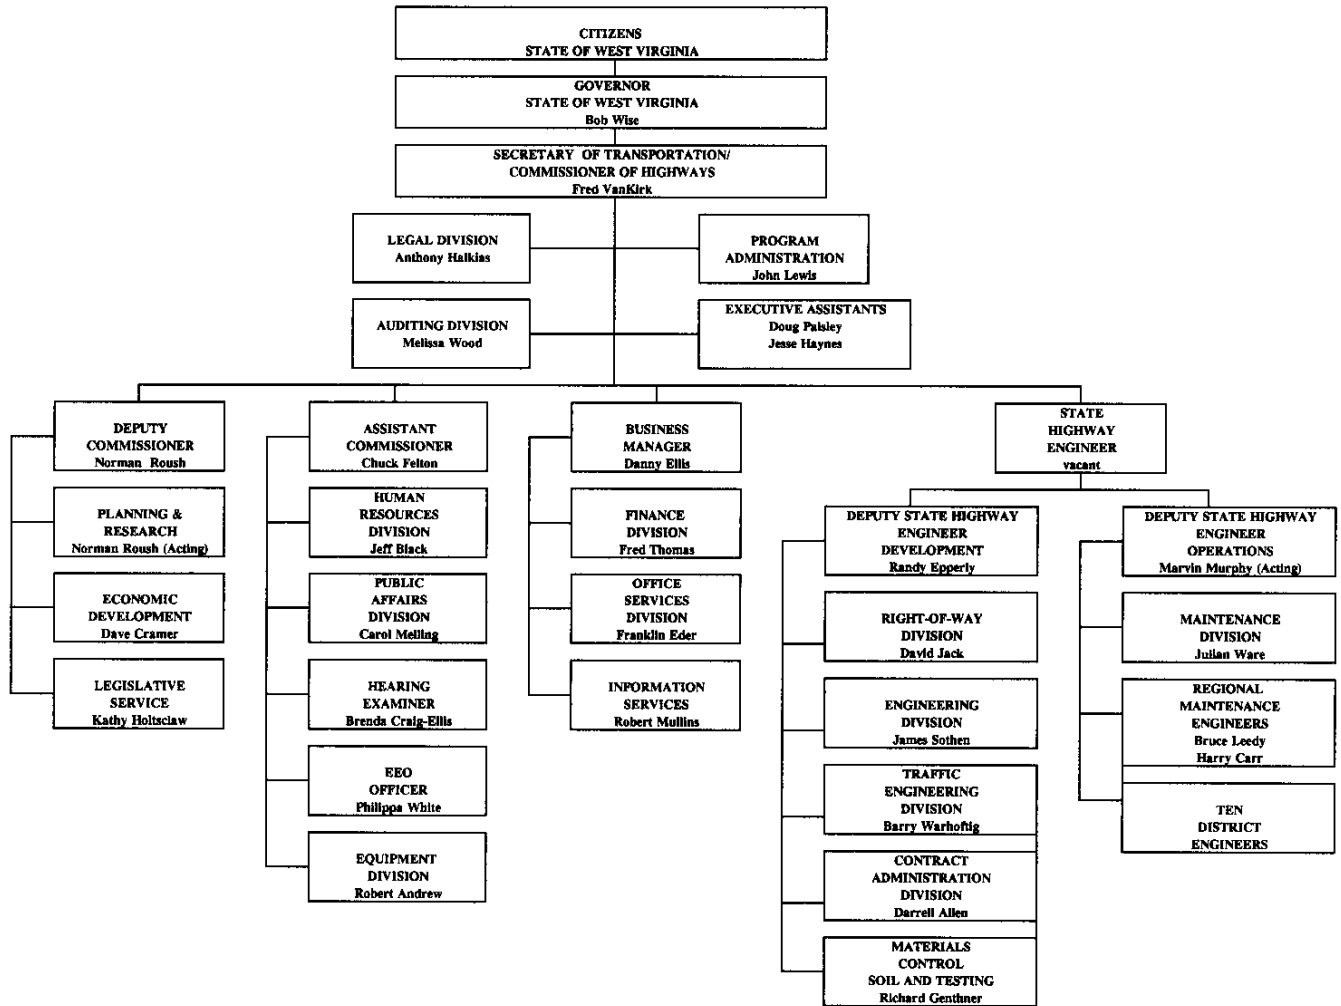 CITIZENS
STATE OF WEST VIRGINIA
GOVERNOR
STATE OF WEST VIRGINIA
Bob Wise
SECRETARY OF TRANSPORTATION/
COMMISSIONER OF HIGHWAYS
Fred VanKirk
LEGAL DIVISION
Anthony Halkias
PROGRAM
ADMINISTRATION
John Lewis
AUDITING DIVISION
Melissa Wood
EXECUTIVE ASSISTANTS
Doug Paisley
Jesse Haynes
DEPUTY
COMMISSIONER
Norman Roush
PLANNING &
RESEARCH
Norman Roush (Acting)
ECONOMIC
DEVELOPMENT
Dave Cramer
LEGISLATIVE
SERVICE
Kathy Holtsclaw
ASSISTANT
COMMISSIONER
Chuck Felton
HUMAN
RESOURCES
DIVISION
Jeff Black
PUBLIC
AFFAIRS
DIVISION
Carol Melling
HEARING
EXAMINER
Brenda Craig-Ellis
EEO
OFFICER
Philippa White
EQUIPMENT
DIVISION
Robert Andrew
BUSINESS
MANAGER
Danny Ellis
FINANCE
DIVISION
Fred Thomas
OFFICE
SERVICES
DIVISION
Franklin Eder
INFORMATION
SERVICES
Robert Mullins
STATE
HIGHWAY
ENGINEER
vacant
DEPUTY STATE HIGHWAY
ENGINEER
DEVELOPMENT
Randy Epperly
RIGHT-OF-WAY
DIVISION
David Jack
ENGINEERING
DIVISION
James Sothen
TRAFFIC
ENGINEERING
DIVISION
Barry Warhoftig
CONTRACT
ADMINISTRATION
DIVISION
Darrell Allen
MATERIALS
CONTROL
SOIL AND TESTING
Richard Genthner
DEPUTY STATE HIGHWAY
ENGINEER
OPERATIONS
Marvin Murphy (Acting)
MAINTENANCE
DIVISION
Julian Ware
REGIONAL
MAINTENANCE
ENGINEERS
Bruce Leedy
Harry Carr
TEN
DISTRICT
ENGINEERS